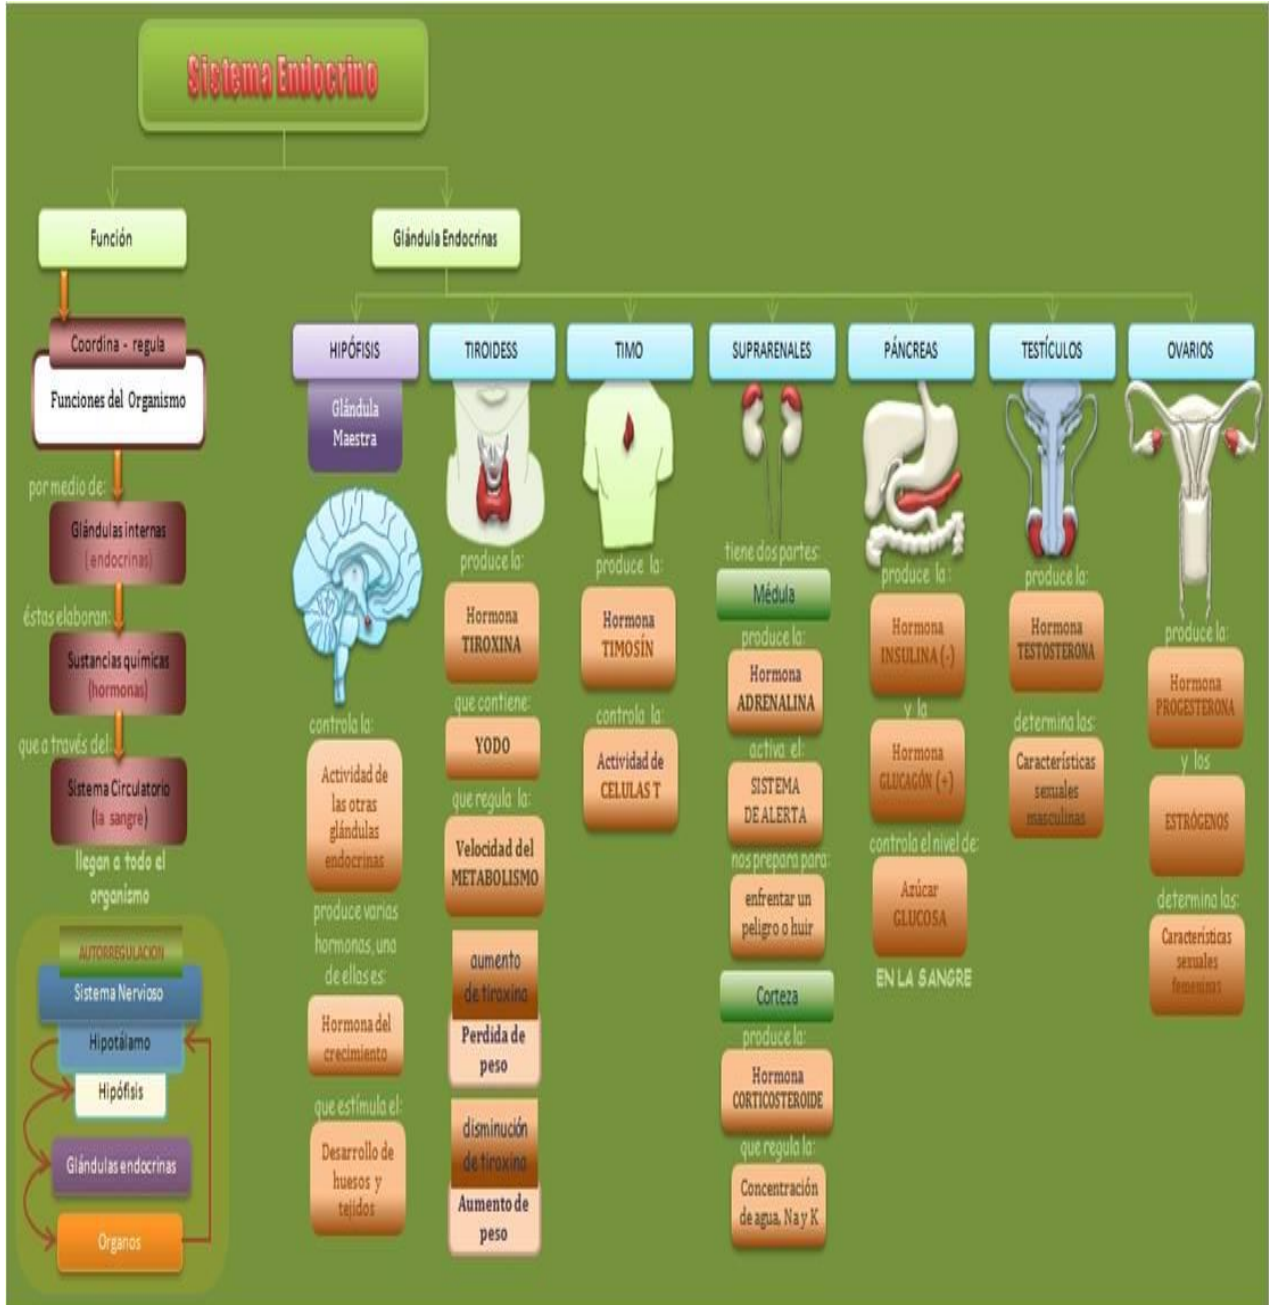 Sistema Endocrino
Función
Coordina - regula
Funciones del Organismo
por medio de:
Glándulas internas
(endocrinas)
éstas elaboran:
Sustancias químicas
(hormonas)
que a través del:
Sistema Circulatorio
(la sangre)
llegan a todo el
organismo
AUTORREGULACION
Sistema Nervioso
Hipotálamo
Hipófisis
Glándulas endocrinas
Organos
Glándula Endocrinas
HIPÓFISIS
Glándula
Maestra
controla la:
Actividad de
las otras
glándulas
endocrinas
produce varias
hormonas, una
de ellas es:
Hormona del
crecimiento
que estímula el:
Desarrollo de
huesos y
tejidos
TIROIDESS
produce la:
Hormona
TIROXINA
que contiene:
YODO
que regula la:
Velocidad del
METABOLISMO
aumento
de tiroxina
Perdida de
peso
disminución
de tiroxina
Aumento de
peso
TIMO
produce la:
Hormona
TIMOSÍN
controla la:
Actividad de
CELULAS T
SUPRARENALES
tiene dos partes:
Médula
produce la:
Hormona
ADRENALINA
activa el:
SISTEMA
DE ALERTA
nos prepara para:
enfrentar un
peligro o huir
Corteza
produce la:
Hormona
CORTICOSTEROIDE
que regula la:
Concentración
de agua, Na y K
PÁNCREAS
produce la:
Hormona
INSULINA (-)
y la
Hormona
GLUCAGÓN (+)
controla el nivel de:
Azúcar
GLUCOSA
EN LA SANGRE
TESTÍCULOS
produce la:
Hormona
TESTOSTERONA
determina las:
Características
sexuales
masculinas
OVARIOS
produce la:
Hormona
PROGESTERONA
y los
ESTRÓGENOS
determina las:
Características
sexuales
femeninas